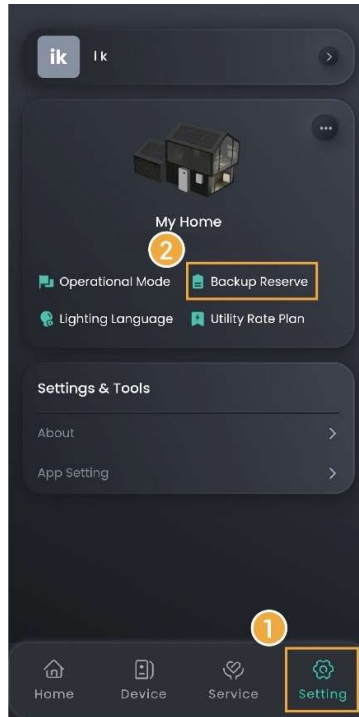 ik I k
My Home
2
Operational Mode Backup Reserve
Lighting Language Utility Rate Plan
Settings & Tools
About
App Setting
1
Home Device Service Setting